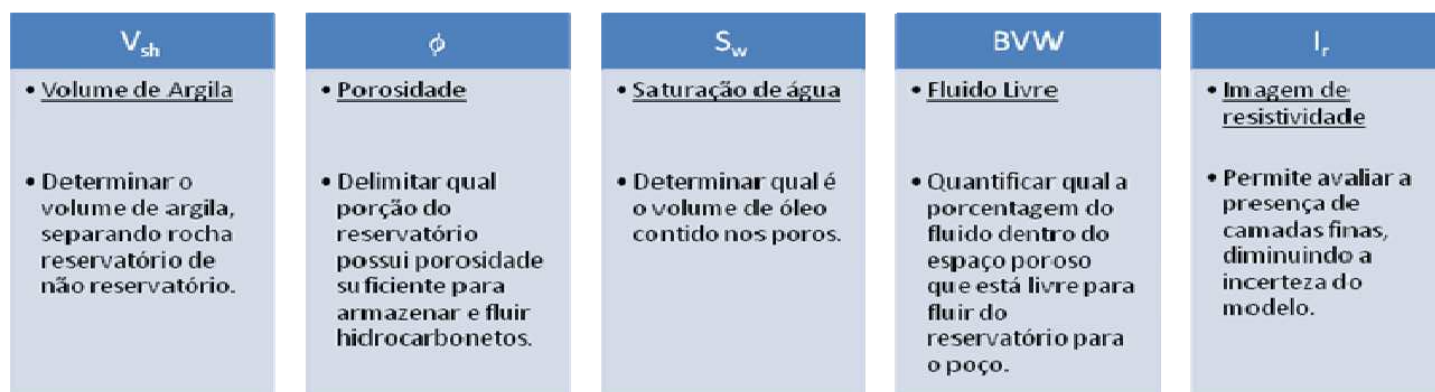 V_sh
• Volume de Argila
• Determinar o
volume de argila,
separando rocha
reservatório de
não reservatório.
ϕ
• Porosidade
• Delimitar qual
porção do
reservatório
possui porosidade
suficiente para
armazenar e fluir
hidrocarbonetos.
S_w
• Saturação de água
• Determinar qual é
o volume de óleo
contido nos poros.
BVW
• Fluido Livre
• Quantificar qual a
porcentagem do
fluido dentro do
espaço poroso
que está livre para
fluir do
reservatório para
o poço.
I_r
• Imagem de
resistividade
• Permite avaliar a
presença de
camadas finas,
diminuindo a
incerteza do
modelo.